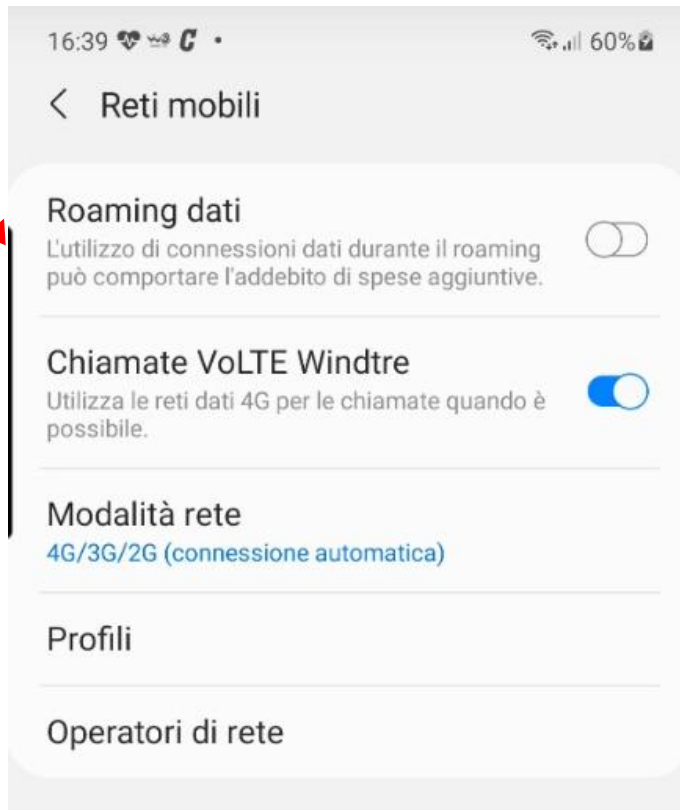 16:39 C 60%
Reti mobili
Roaming dati
L'utilizzo di connessioni dati durante il roaming
può comportare l'addebito di spese aggiuntive.
Chiamate VoLTE Windtre
Utilizza le reti dati 4G per le chiamate quando è
possibile.
Modalità rete
4G/3G/2G (connessione automatica)
Profili
Operatori di rete